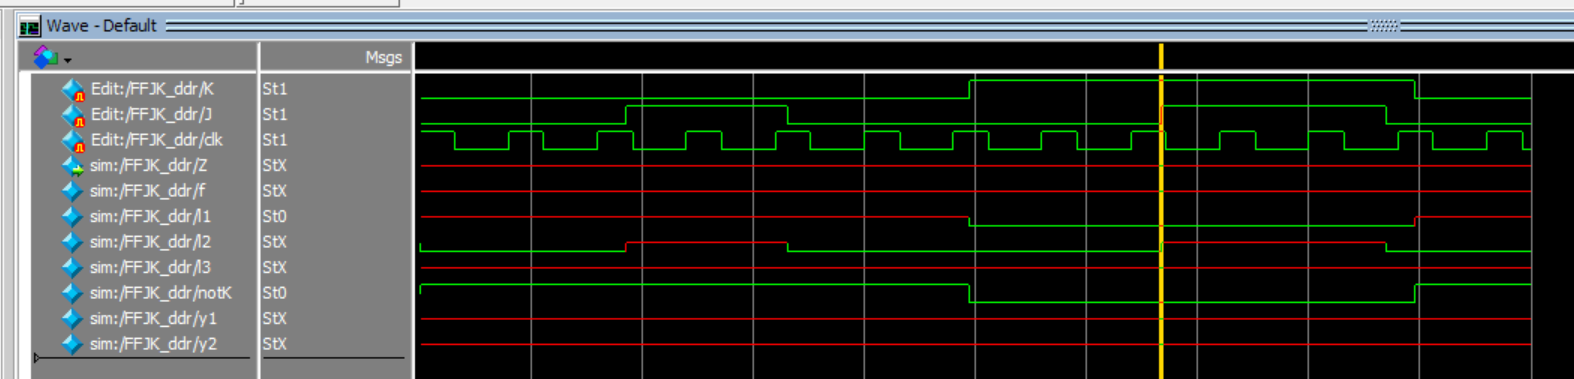 Wave - Default
Msgs
Edit:/FFJK_ddr/K St1
Edit:/FFJK_ddr/J St1
Edit:/FFJK_ddr/clk St1
sim:/FFJK_ddr/Z StX
sim:/FFJK_ddr/f StX
sim:/FFJK_ddr/l1 St0
sim:/FFJK_ddr/l2 StX
sim:/FFJK_ddr/l3 StX
sim:/FFJK_ddr/notK St0
sim:/FFJK_ddr/y1 StX
sim:/FFJK_ddr/y2 StX